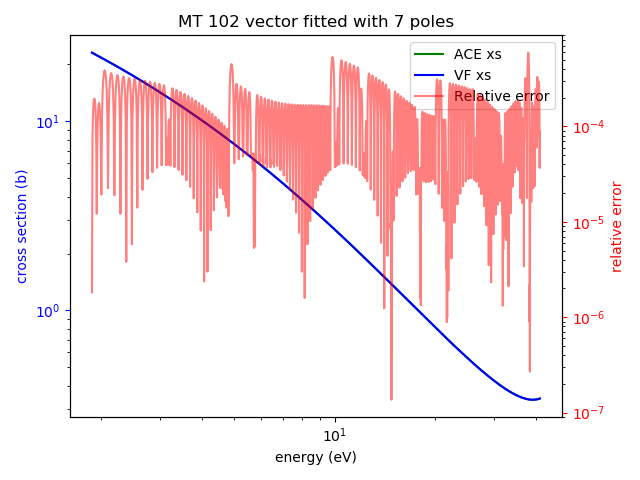 MT 102 vector fitted with 7 poles
ACE xs
VF xs
Relative error
cross section (b)
10¹
10⁰
10⁻⁴
10⁻⁵
10⁻⁶
10⁻⁷
relative error
10¹
energy (eV)